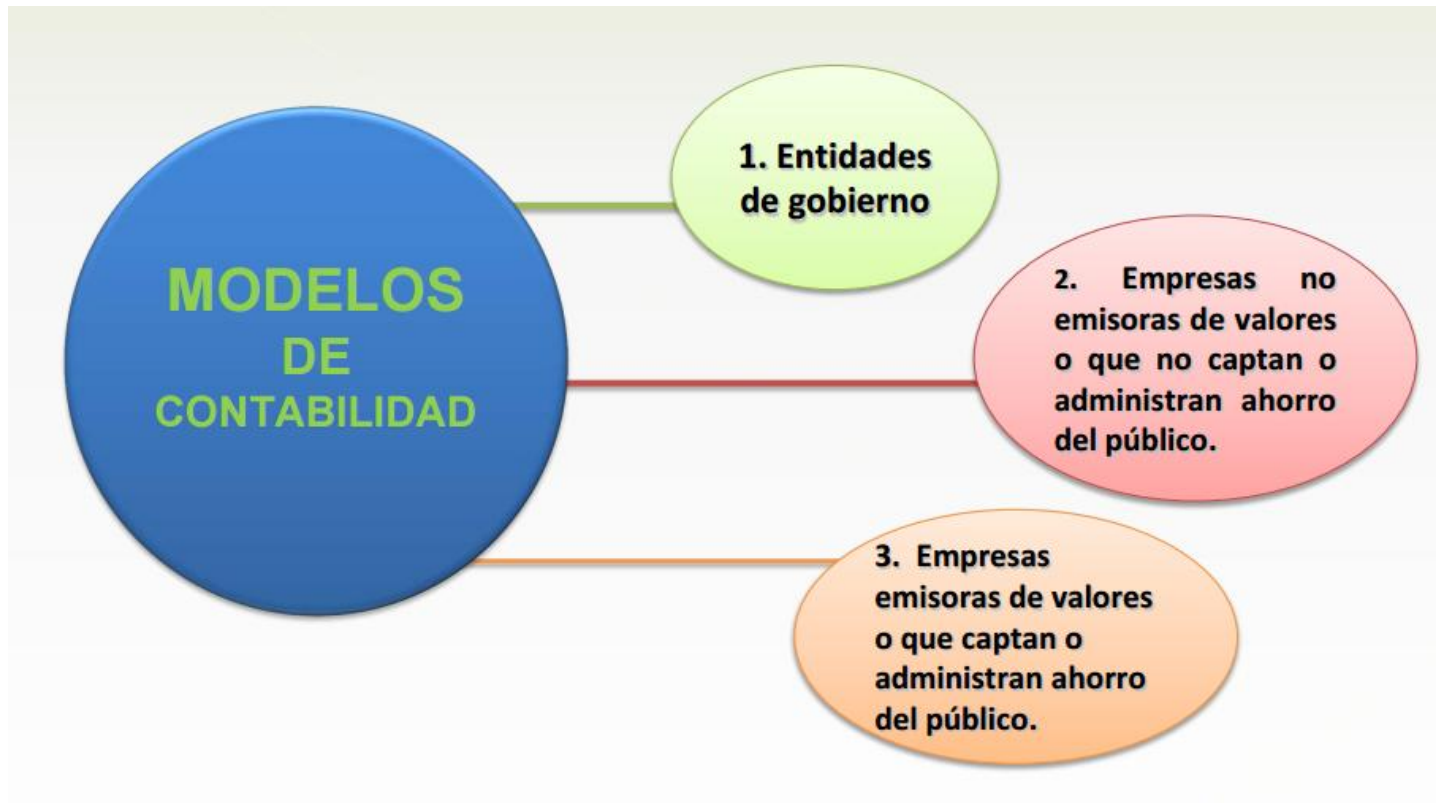 MODELOS
DE
CONTABILIDAD
1. Entidades
de gobierno
2. Empresas no
emisoras de valores
o que no captan o
administran ahorro
del público.
3. Empresas
emisoras de valores
o que captan o
administran ahorro
del público.